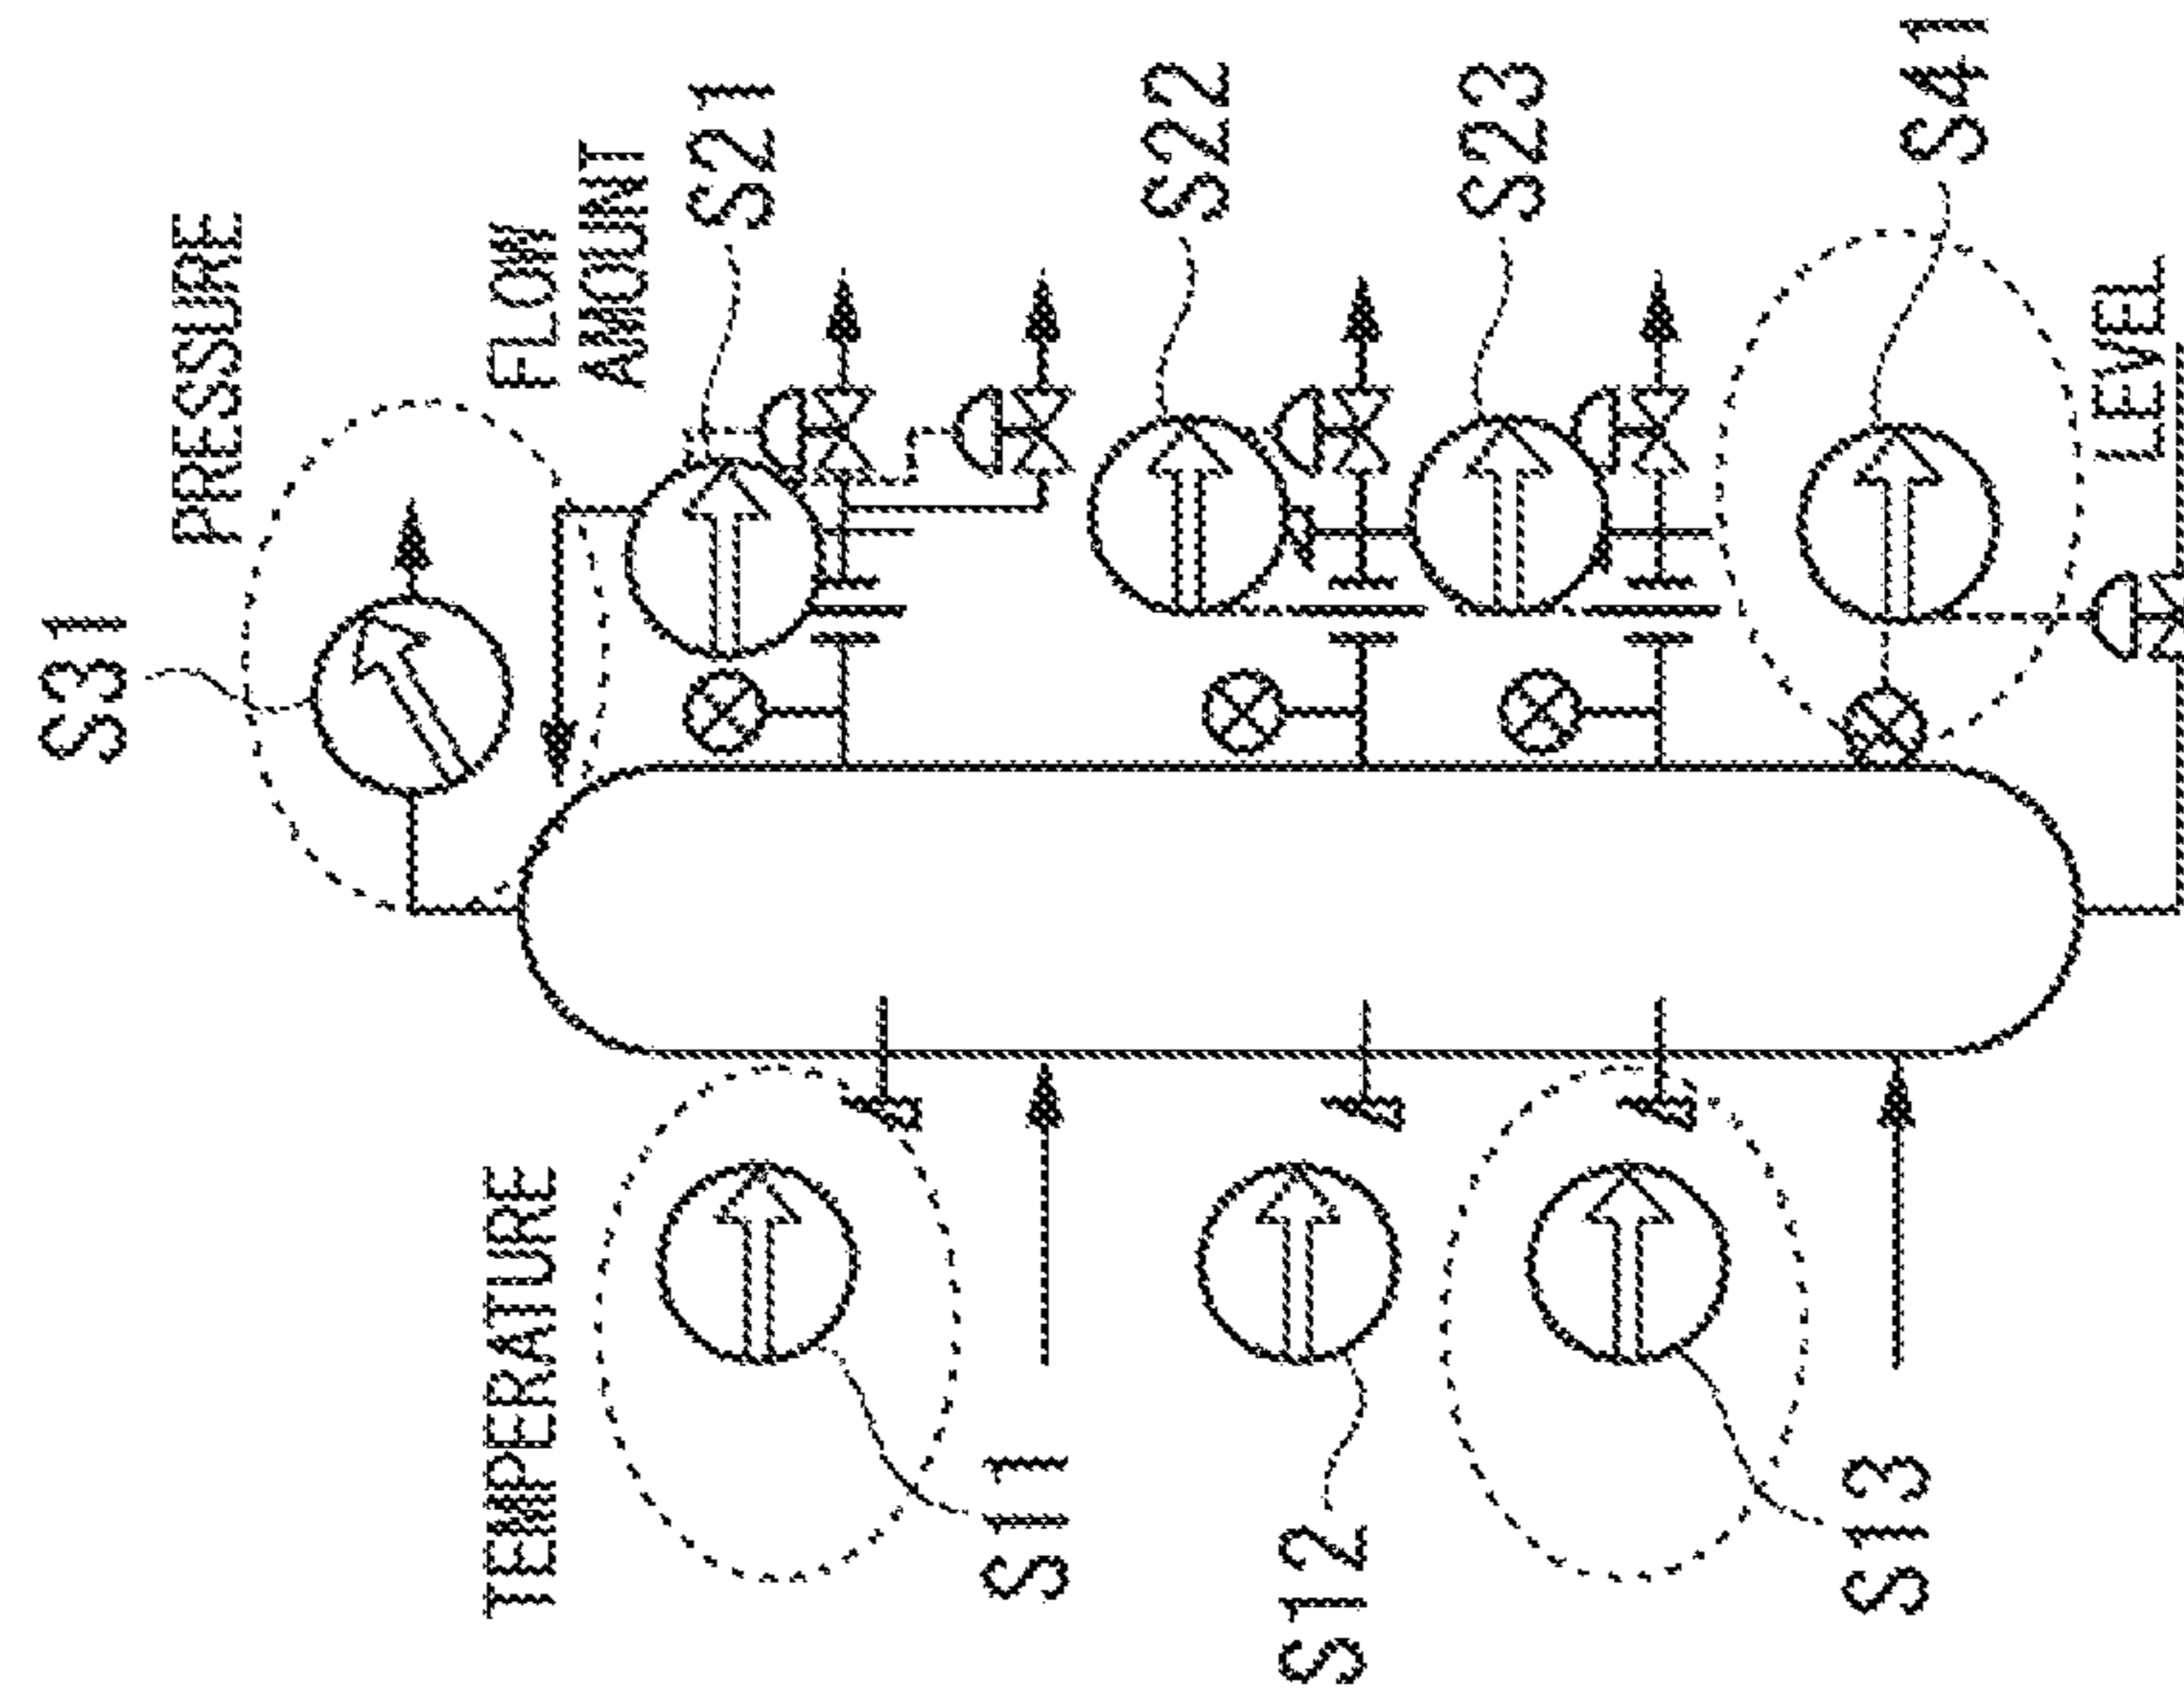 S31
PRESSURE
FLOW
AMOUNT
S21
S22
S23
S41
LEVEL
TEMPERATURE
S11
S12
S13